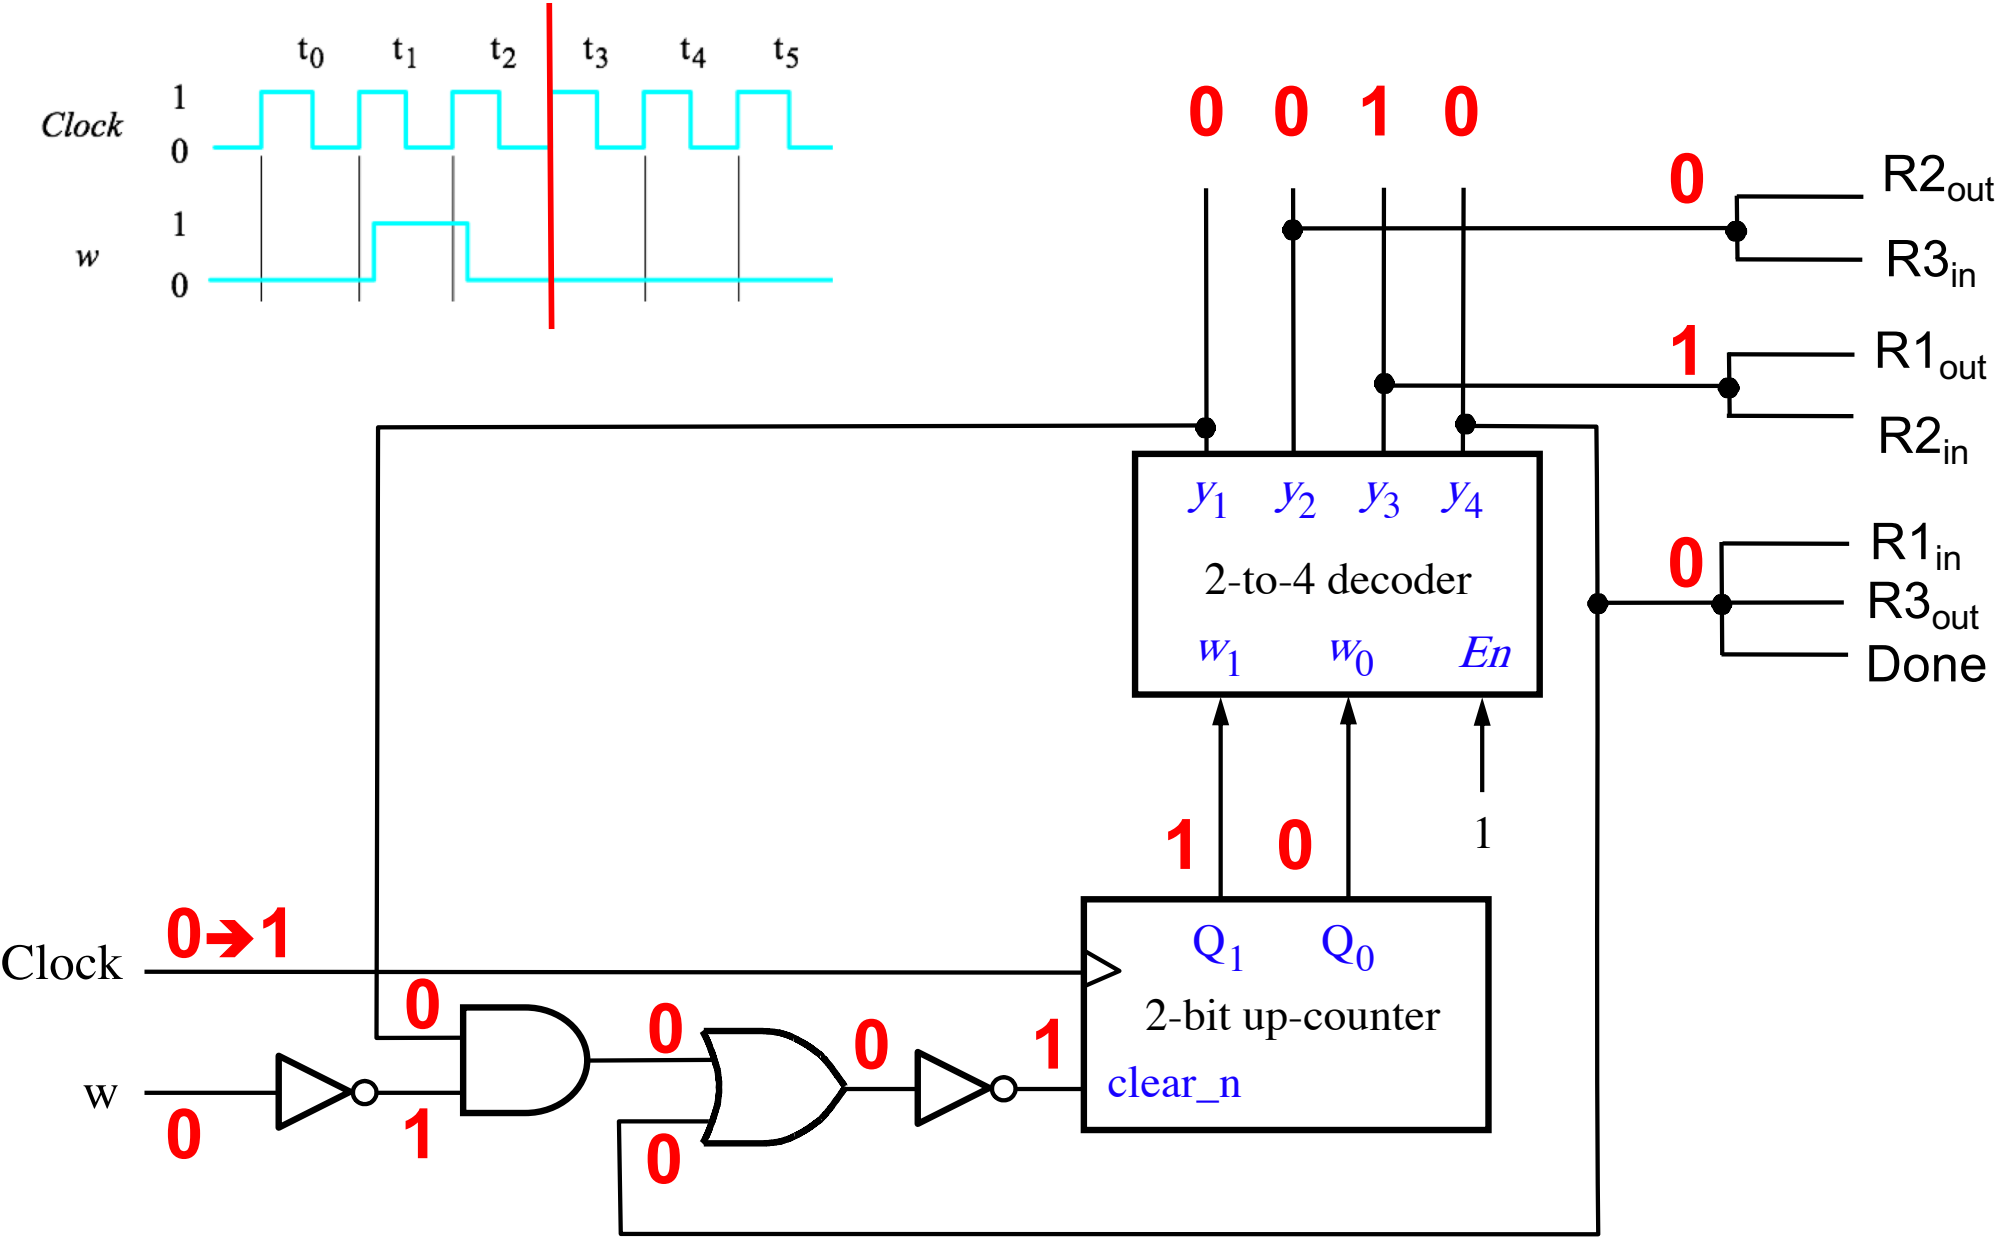 t0 t1 t2 t3 t4 t5
1
Clock
0
1
w
0
0 0 1 0
0
R2out
R3in
1
R1out
R2in
y1 y2 y3 y4
2-to-4 decoder
w1 w0 En
0
R1in
R3out
Done
1 0 1
0➔1
Clock
Q1 Q0
2-bit up-counter
clear_n
0 0 0 1
w
0 1 0